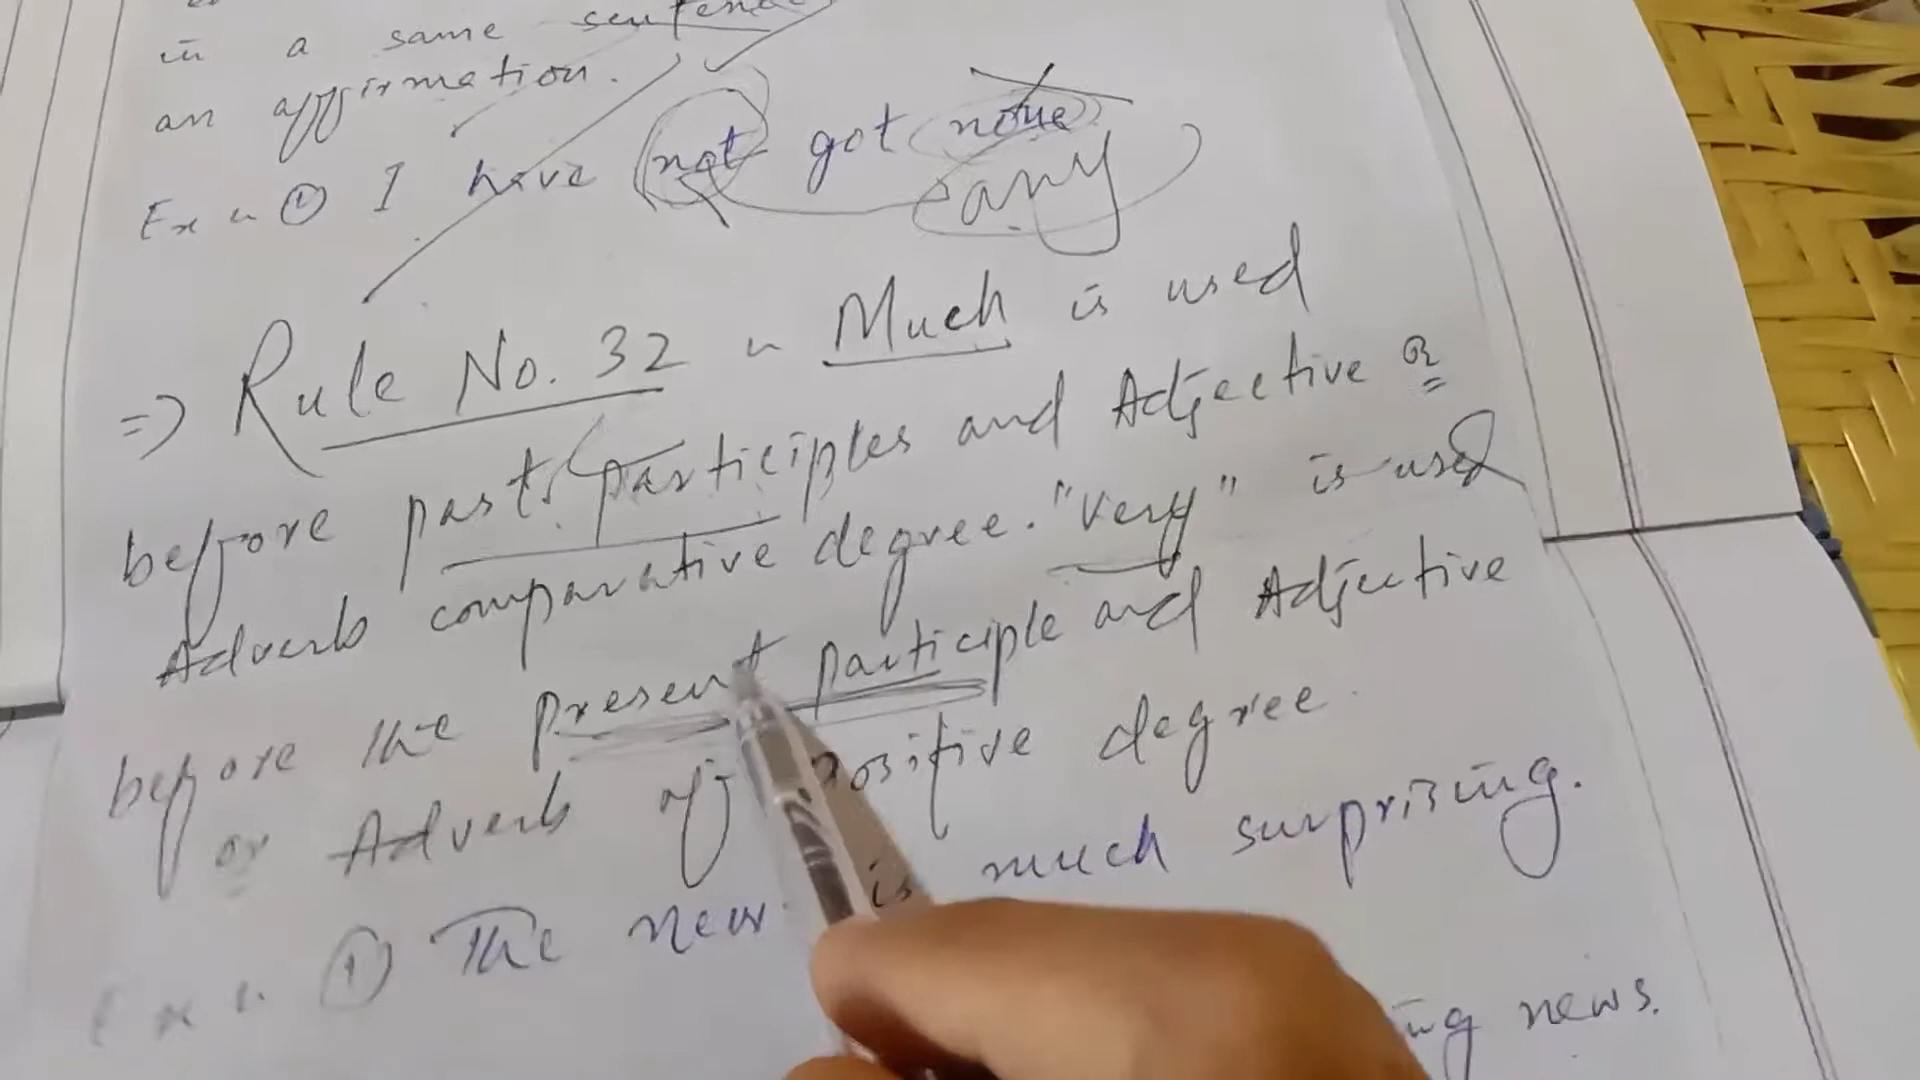 in a same sentence
an affirmation.
Ex ~ ① I have not got none
any
=> Rule No. 32 ~ Much is used
before past participles and Adjective or
Adverb comparative degree. "Very" is used
before the present participle and Adjective
or Adverb of positive degree.
Ex ~ ① The news is much surprising.
news.